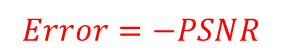 Error = −PSNR